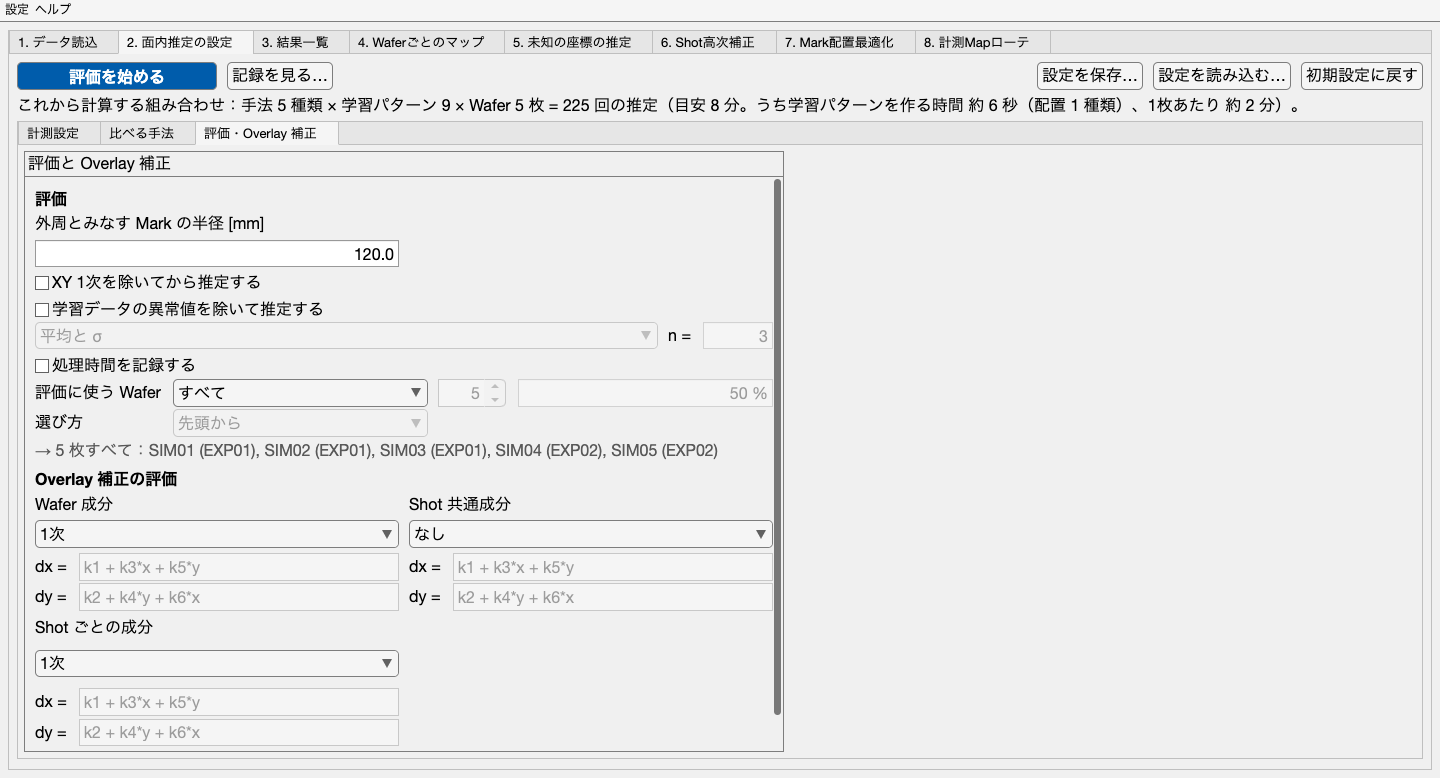 設定 ヘルプ
1. データ読込 2. 面内推定の設定 3. 結果一覧 4. Waferごとのマップ 5. 未知の座標の推定 6. Shot高次補正 7. Mark配置最適化 8. 計測Mapローテ
評価を始める 記録を見る... 設定を保存... 設定を読み込む... 初期設定に戻す
これから計算する組み合わせ：手法 5 種類 × 学習パターン 9 × Wafer 5 枚 = 225 回の推定（目安 8 分。うち学習パターンを作る時間 約 6 秒（配置 1 種類）、1枚あたり 約 2 分）。
計測設定 比べる手法 評価・Overlay 補正
評価と Overlay 補正
評価
外周とみなす Mark の半径 [mm]
120.0
XY 1次を除いてから推定する
学習データの異常値を除いて推定する
平均と σ n = 3
処理時間を記録する
評価に使う Wafer すべて 5 50 %
選び方 先頭から
→ 5 枚すべて：SIM01 (EXP01), SIM02 (EXP01), SIM03 (EXP01), SIM04 (EXP02), SIM05 (EXP02)
Overlay 補正の評価
Wafer 成分 Shot 共通成分
1次 なし
dx = k1 + k3*x + k5*y dx = k1 + k3*x + k5*y
dy = k2 + k4*y + k6*x dy = k2 + k4*y + k6*x
Shot ごとの成分
1次
dx = k1 + k3*x + k5*y
dy = k2 + k4*y + k6*x